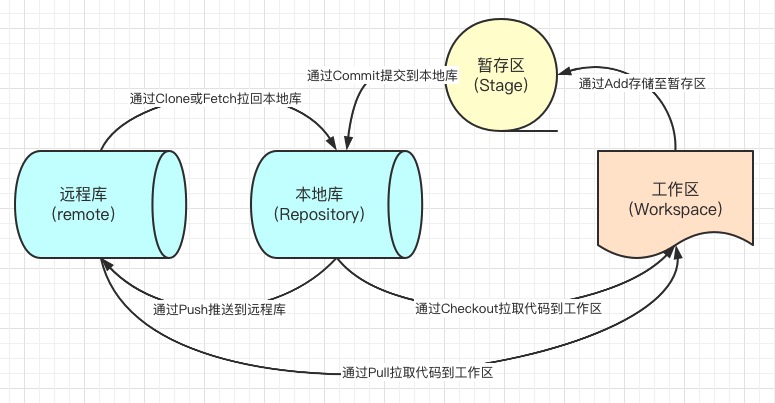 暂存区
(Stage)
通过Commit提交到本地库
通过Add存储至暂存区
通过Clone或Fetch拉回本地库
远程库
(remote)
本地库
(Repository)
工作区
(Workspace)
通过Push推送到远程库
通过Checkout拉取代码到工作区
通过Pull拉取代码到工作区